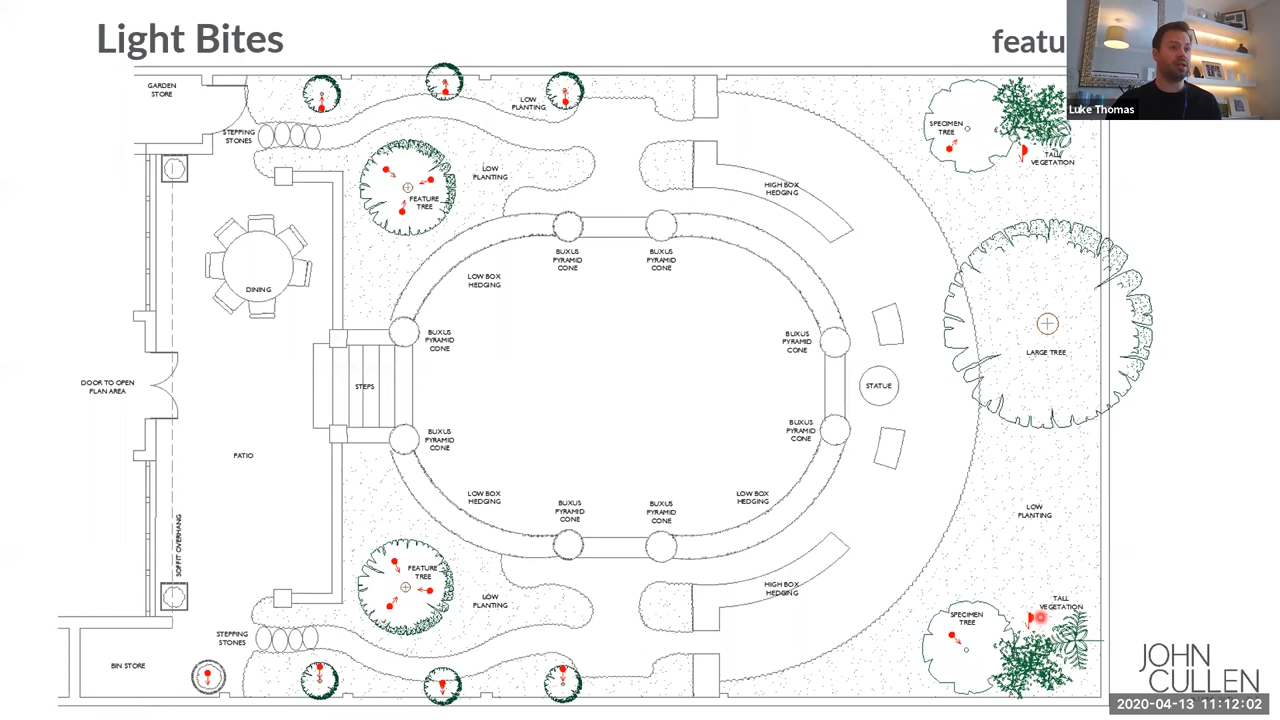 Light Bites
featu
Luke Thomas
GARDEN
STORE
LOW
PLANTING
SPECIMEN
TREE
STEPPING
STONES
TALL
VEGETATION
LOW
PLANTING
HIGH BOX
HEDGING
FEATURE
TREE
BUXUS
PYRAMID
CONE
BUXUS
PYRAMID
CONE
LOW BOX
HEDGING
DINING
BUXUS
PYRAMID
CONE
BUXUS
PYRAMID
CONE
LARGE TREE
DOOR TO OPEN
PLAN AREA
STEPS
STATUE
BUXUS
PYRAMID
CONE
BUXUS
PYRAMID
CONE
PATIO
LOW BOX
HEDGING
LOW BOX
HEDGING
BUXUS
PYRAMID
CONE
BUXUS
PYRAMID
CONE
LOW
PLANTING
SOFFIT OVERHANG
FEATURE
TREE
LOW
PLANTING
HIGH BOX
HEDGING
TALL
VEGETATION
SPECIMEN
TREE
STEPPING
STONES
BIN STORE
JOHN
CULLEN
2020-04-13 11:12:02